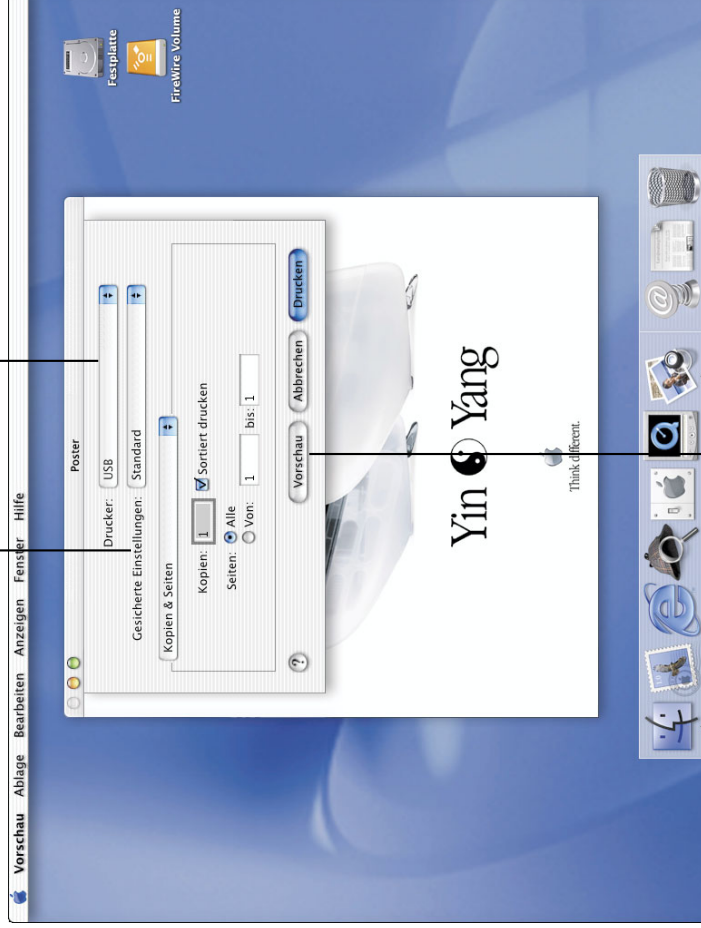 Vorschau Ablage Bearbeiten Anzeigen Fenster Hilfe
Festplatte
FireWire Volume
Poster
Drucker: USB
Gesicherte Einstellungen: Standard
Kopien & Seiten
Kopien: 1 Sortiert drucken
Seiten: Alle
Von: 1 bis: 1
? Vorschau Abbrechen Drucken
Yin Yang
Think different.
@